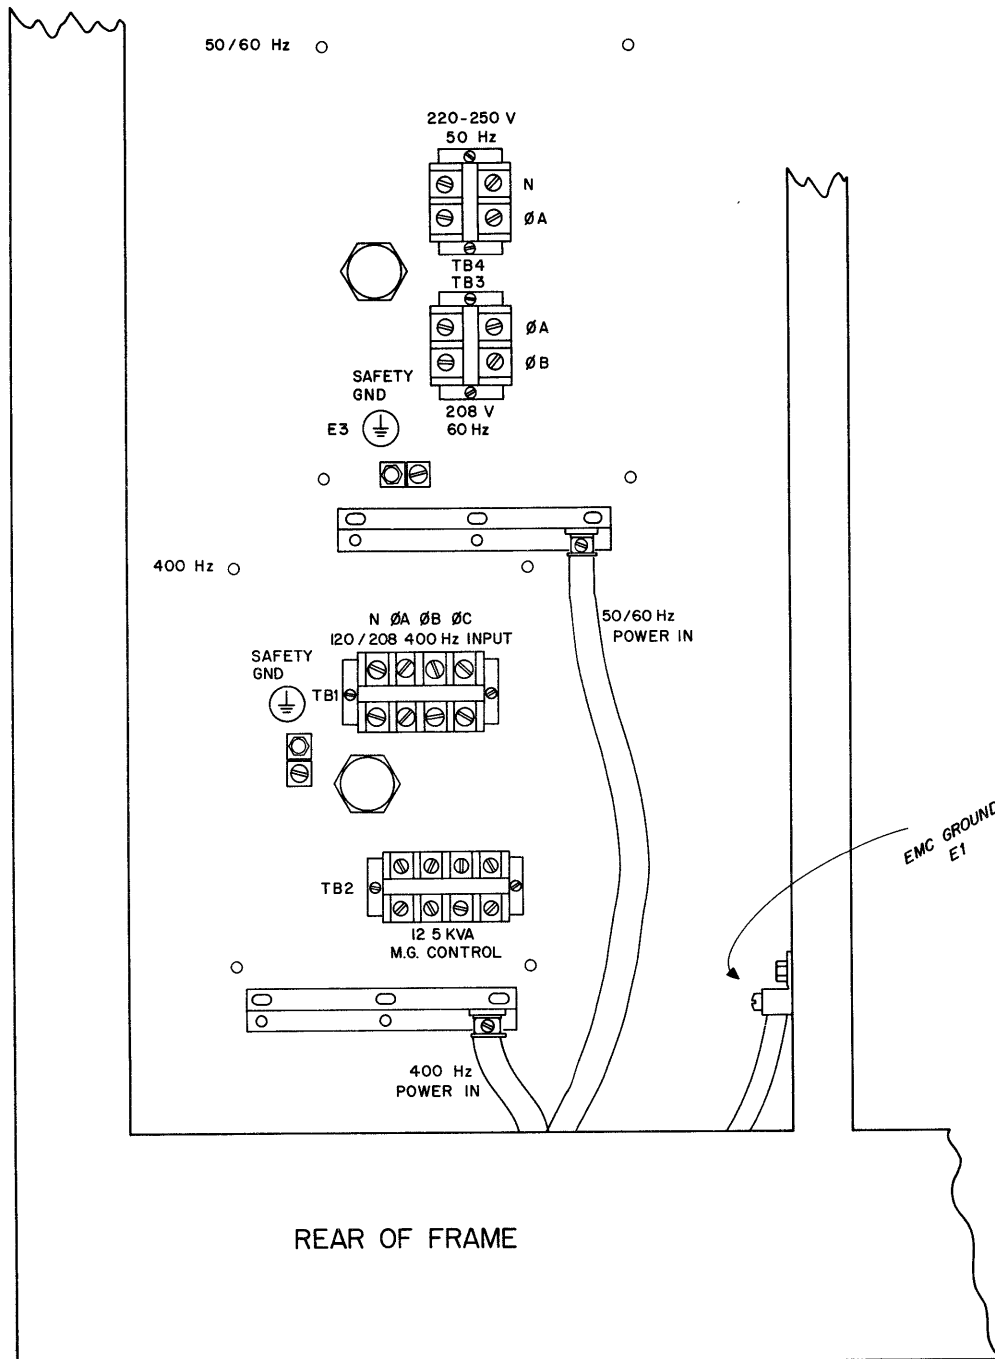 50/60 Hz
220-250 V
50 Hz
N
ØA
TB4
TB3
ØA
ØB
SAFETY
GND
E3
208 V
60 Hz
400 Hz
50/60 Hz
POWER IN
N ØA ØB ØC
120/208 400 Hz INPUT
SAFETY
GND
TB1
EMC GROUND
E1
TB2
12 5 KVA
M.G. CONTROL
400 Hz
POWER IN
REAR OF FRAME